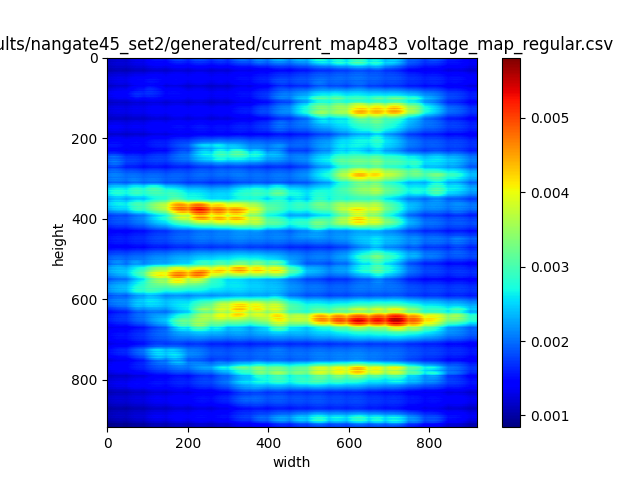 ults/nangate45_set2/generated/current_map483_voltage_map_regular.csv
0
200
400
600
800
height
0 200 400 600 800
width
0.005
0.004
0.003
0.002
0.001